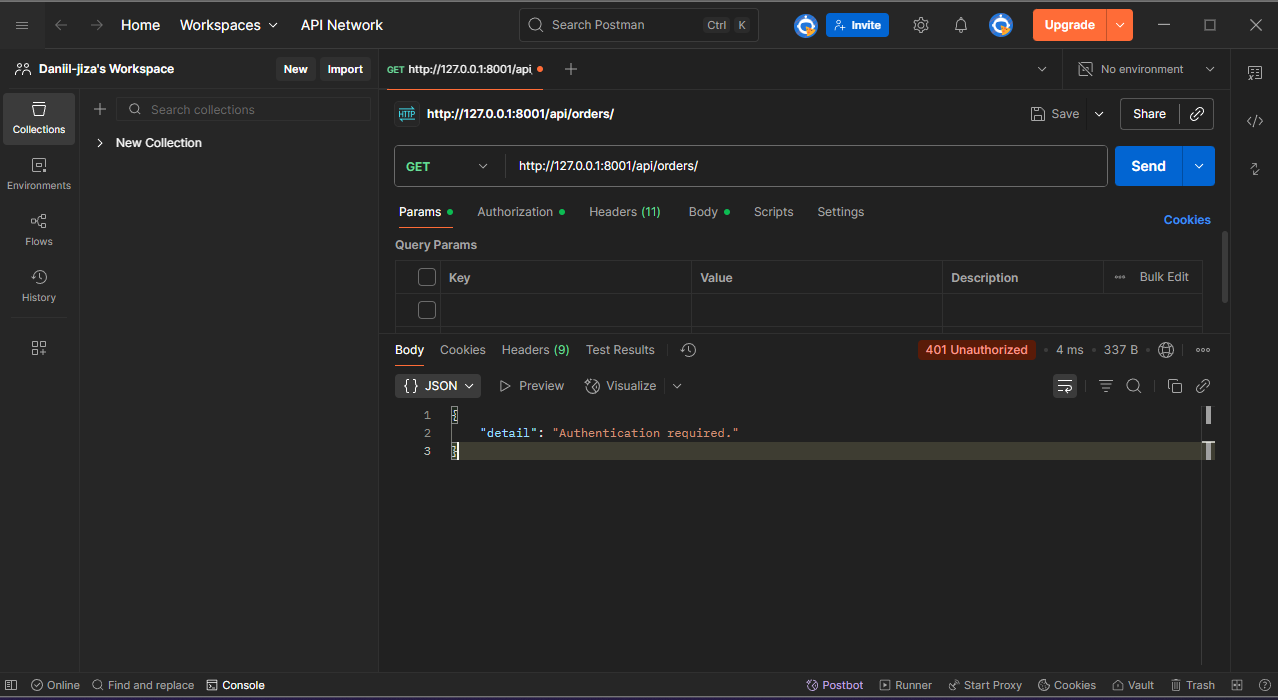 Home Workspaces API Network Search Postman Ctrl K Invite Upgrade
Daniil-jiza's Workspace New Import GET http://127.0.0.1:8001/api, No environment
Collections
Environments
Flows
History
Search collections
New Collection
HTTP http://127.0.0.1:8001/api/orders/ Save Share
GET http://127.0.0.1:8001/api/orders/ Send
Params Authorization Headers (11) Body Scripts Settings Cookies
Query Params
Key Value Description Bulk Edit
Body Cookies Headers (9) Test Results 401 Unauthorized 4 ms 337 B
{} JSON Preview Visualize
1 {
2 "detail": "Authentication required."
3 }
Online Find and replace Console Postbot Runner Start Proxy Cookies Vault Trash